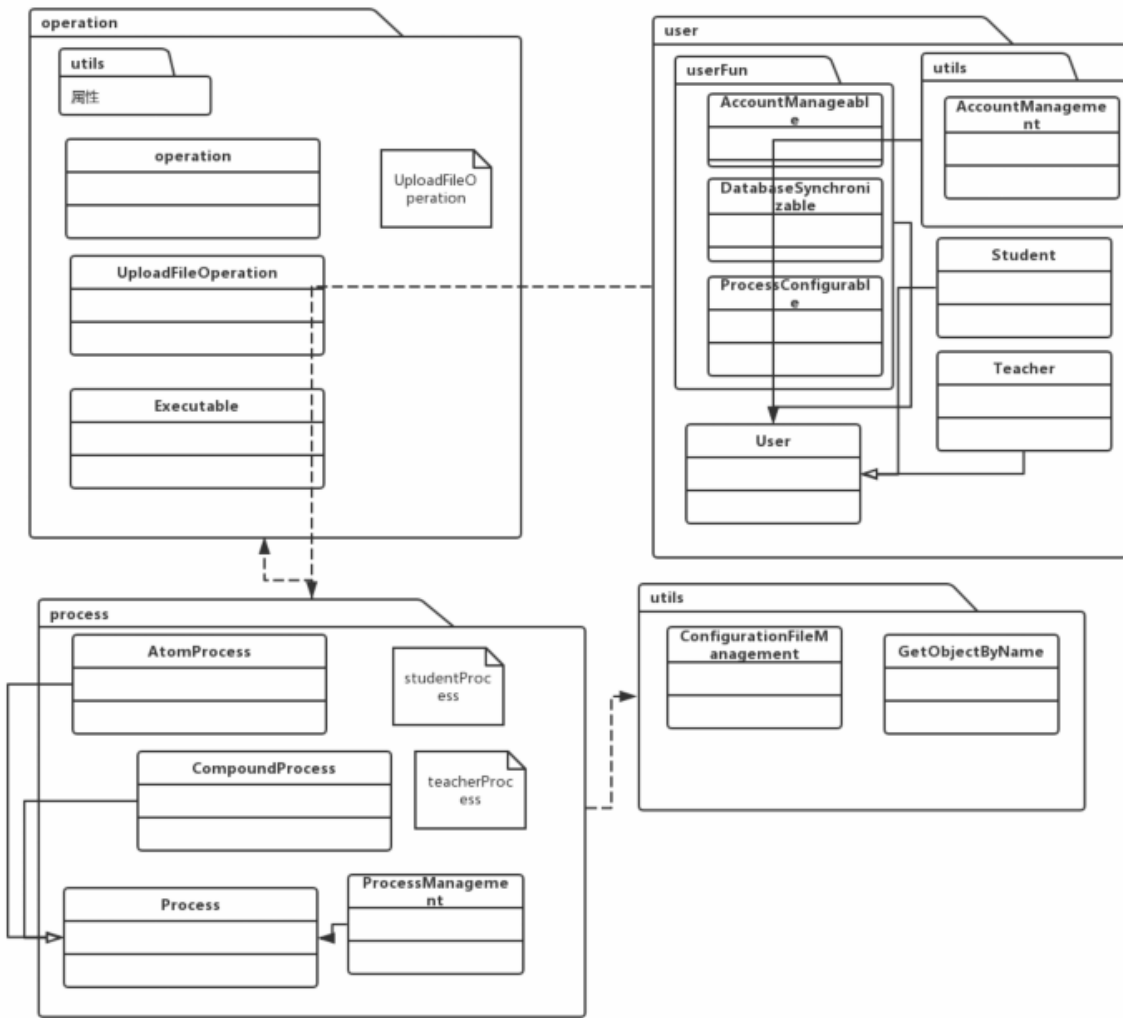 operation
utils
属性
operation
UploadFileO
peration
UploadFileOperation
Executable
user
userFun
AccountManageabl
e
DatabaseSynchroni
zable
ProcessConfigurabl
e
utils
AccountManageme
nt
Student
Teacher
User
process
AtomProcess
studentProc
ess
CompoundProcess
teacherProc
ess
Process
ProcessManageme
nt
utils
ConfigurationFileM
anagement
GetObjectByName